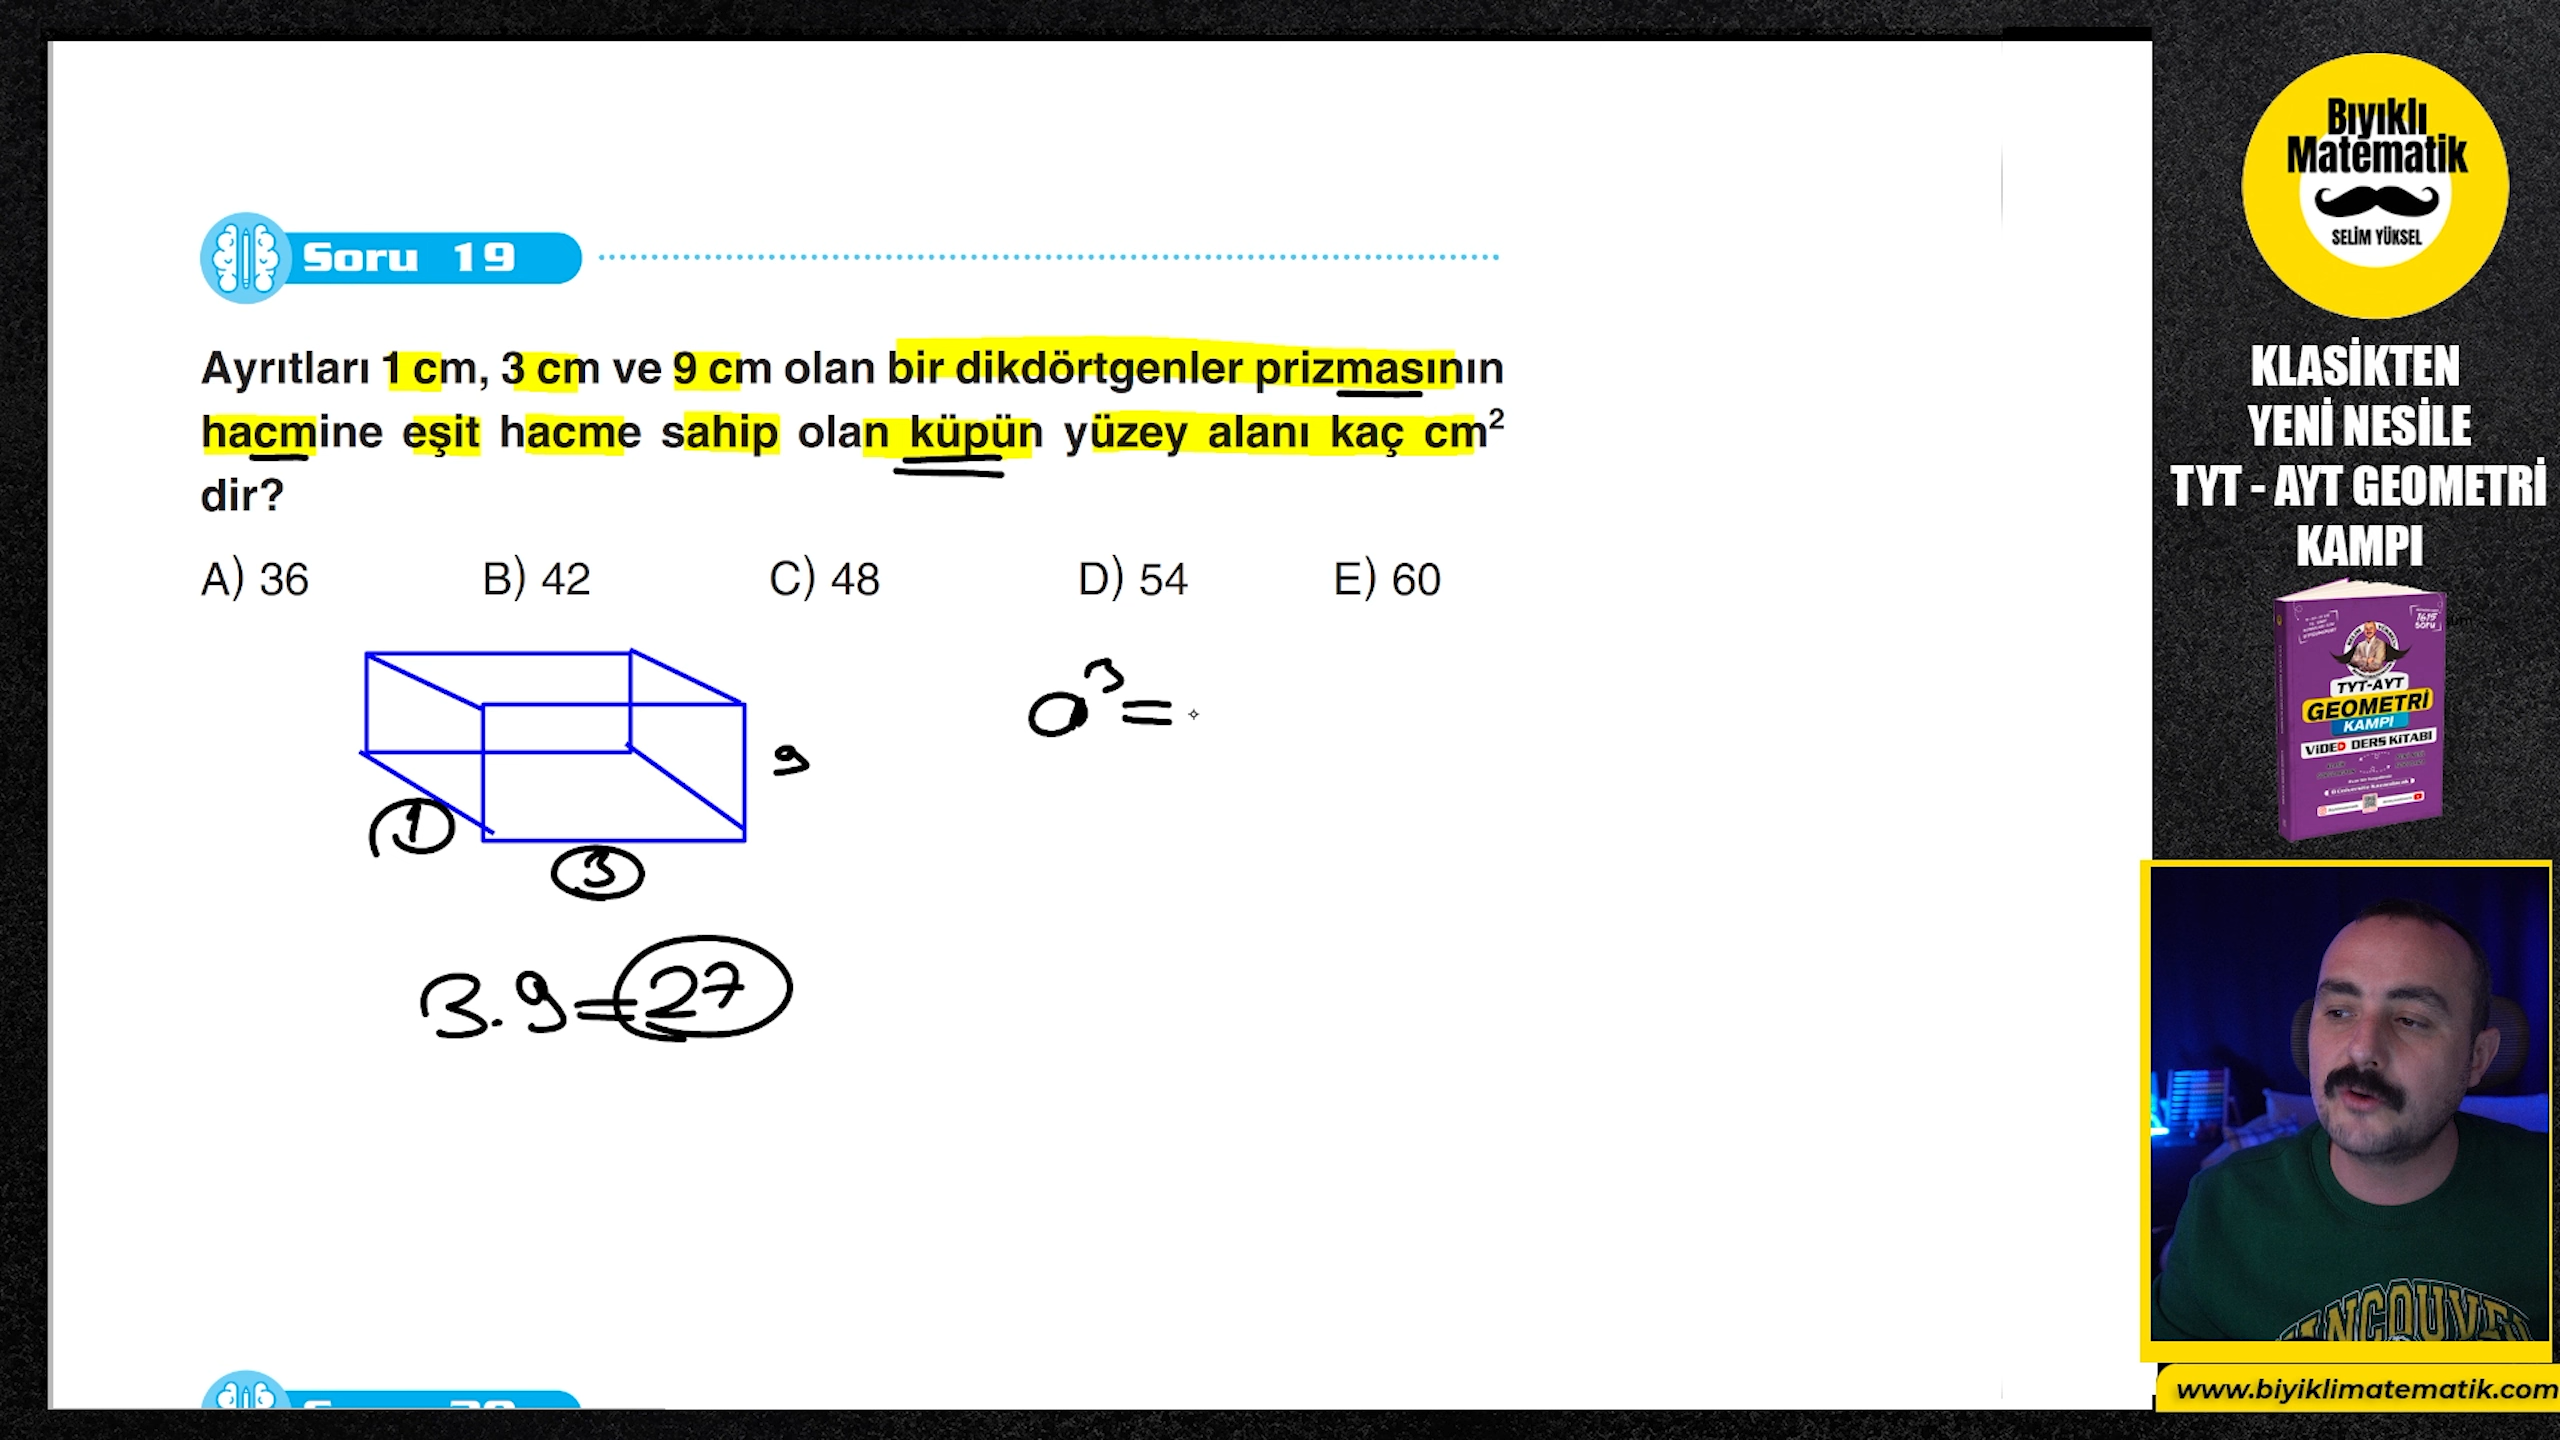 Soru 19
Ayrıtları 1 cm, 3 cm ve 9 cm olan bir dikdörtgenler prizmasının
hacmine eşit hacme sahip olan küpün yüzey alanı kaç cm²
dir?
A) 36 B) 42 C) 48 D) 54 E) 60
a³=
9
1
3
3.9=27
Bıyıklı
Matematik
SELİM YÜKSEL
KLASİKTEN
YENİ NESİLE
TYT - AYT GEOMETRİ
KAMPI
1615
soru
TYT-AYT
GEOMETRİ
KAMPI
VİDEO DERS KİTABI
VANCOUVER
www.biyiklimatematik.com